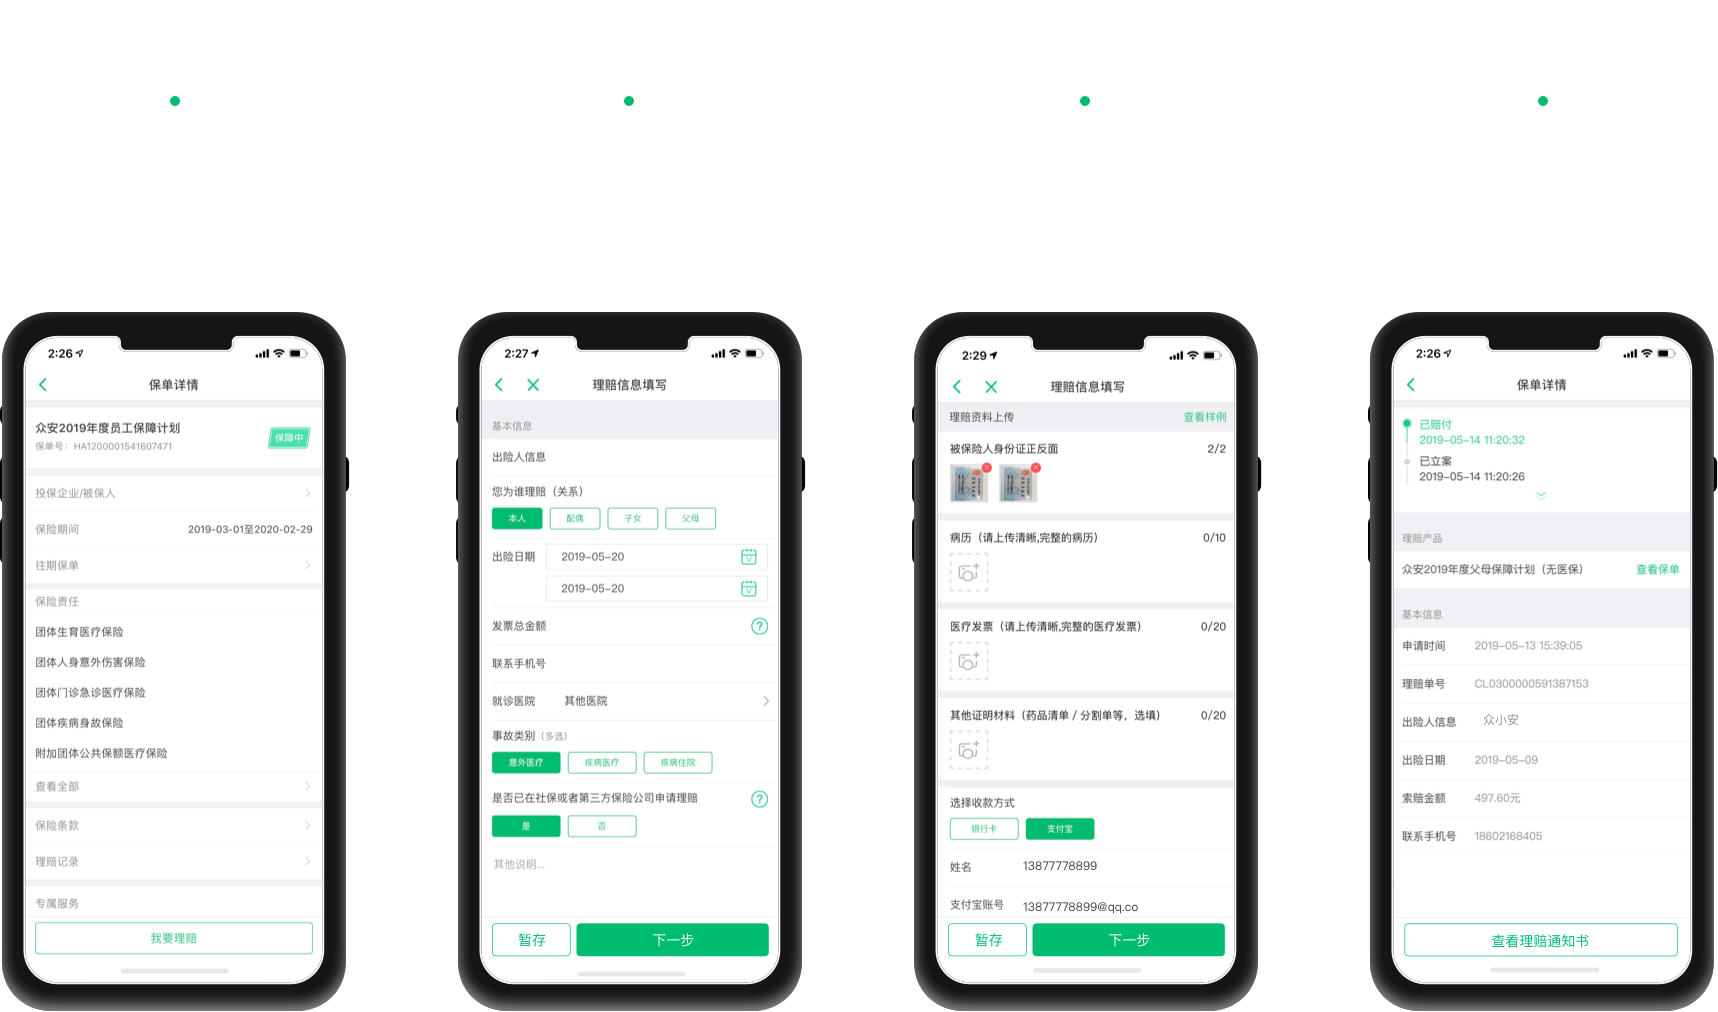 2:26
保单详情
众安2019年度员工保障计划
保单号：HA1200001541607471
保障中
投保企业/被保人
保险期间
2019-03-01至2020-02-29
往期保单
保险责任
团体生育医疗保险
团体人身意外伤害保险
团体门诊急诊医疗保险
团体疾病身故保险
附加团体公共保额医疗保险
查看全部
保险条款
理赔记录
专属服务
我要理赔
2:27
理赔信息填写
基本信息
出险人信息
您为谁理赔（关系）
本人 配偶 子女 父母
出险日期 2019-05-20
2019-05-20
发票总金额 ?
联系手机号
就诊医院 其他医院
事故类别（多选）
意外医疗 疾病医疗 疾病住院
是否已在社保或者第三方保险公司申请理赔 ?
是 否
其他说明...
暂存 下一步
2:29
理赔信息填写
理赔资料上传 查看样例
被保险人身份证正反面 2/2
病历（请上传清晰,完整的病历） 0/10
医疗发票（请上传清晰,完整的医疗发票） 0/20
其他证明材料（药品清单 / 分割单等，选填） 0/20
选择收款方式
银行卡 支付宝
姓名 13877778899
支付宝账号 13877778899@qq.co
暂存 下一步
2:26
保单详情
已赔付
2019-05-14 11:20:32
已立案
2019-05-14 11:20:26
理赔产品
众安2019年度父母保障计划（无医保） 查看保单
基本信息
申请时间 2019-05-13 15:39:05
理赔单号 CL0300000591387153
出险人信息 众小安
出险日期 2019-05-09
索赔金额 497.60元
联系手机号 18602168405
查看理赔通知书